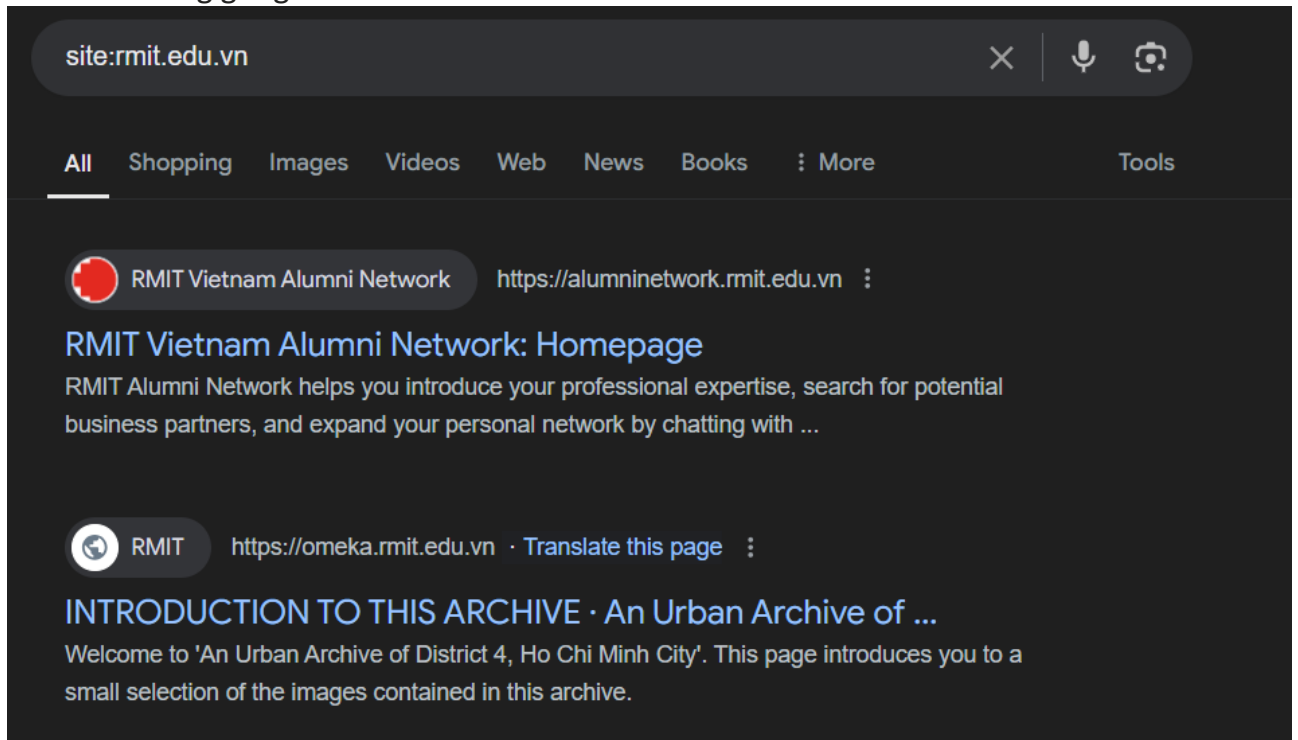 site:rmit.edu.vn
All Shopping Images Videos Web News Books More Tools
RMIT Vietnam Alumni Network https://alumninetwork.rmit.edu.vn
RMIT Vietnam Alumni Network: Homepage
RMIT Alumni Network helps you introduce your professional expertise, search for potential
business partners, and expand your personal network by chatting with ...
RMIT https://omeka.rmit.edu.vn · Translate this page
INTRODUCTION TO THIS ARCHIVE · An Urban Archive of ...
Welcome to 'An Urban Archive of District 4, Ho Chi Minh City'. This page introduces you to a
small selection of the images contained in this archive.